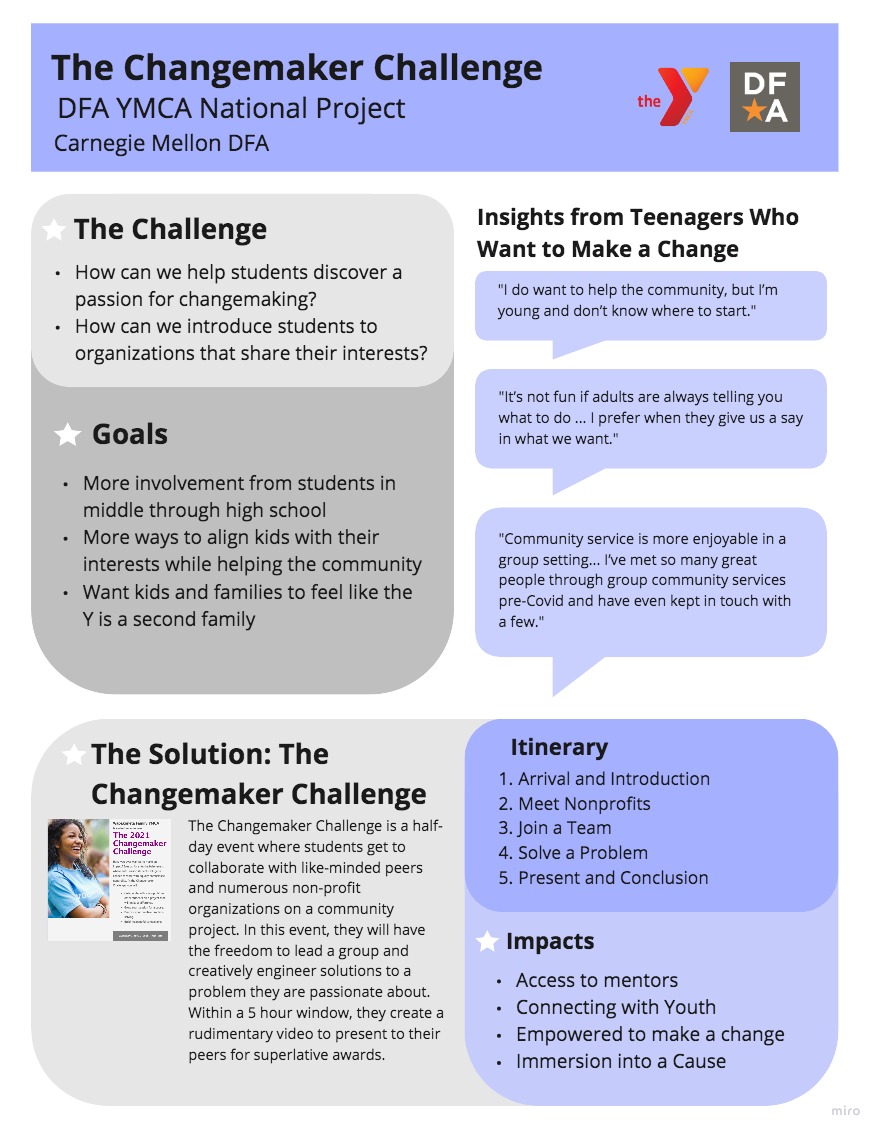 The Changemaker Challenge
DFA YMCA National Project
Carnegie Mellon DFA
the
DF
A
The Challenge
• How can we help students discover a
passion for changemaking?
• How can we introduce students to
organizations that share their interests?
Goals
• More involvement from students in
middle through high school
• More ways to align kids with their
interests while helping the community
• Want kids and families to feel like the
Y is a second family
Insights from Teenagers Who
Want to Make a Change
"I do want to help the community, but I’m
young and don’t know where to start."
"It’s not fun if adults are always telling you
what to do ... I prefer when they give us a say
in what we want."
"Community service is more enjoyable in a
group setting... I’ve met so many great
people through group community services
pre-Covid and have even kept in touch with
a few."
The Solution: The
Changemaker Challenge
The 2021
Changemaker
Challenge
The Changemaker Challenge is a half-
day event where students get to
collaborate with like-minded peers
and numerous non-profit
organizations on a community
project. In this event, they will have
the freedom to lead a group and
creatively engineer solutions to a
problem they are passionate about.
Within a 5 hour window, they create a
rudimentary video to present to their
peers for superlative awards.
Itinerary
1. Arrival and Introduction
2. Meet Nonprofits
3. Join a Team
4. Solve a Problem
5. Present and Conclusion
Impacts
• Access to mentors
• Connecting with Youth
• Empowered to make a change
• Immersion into a Cause
miro